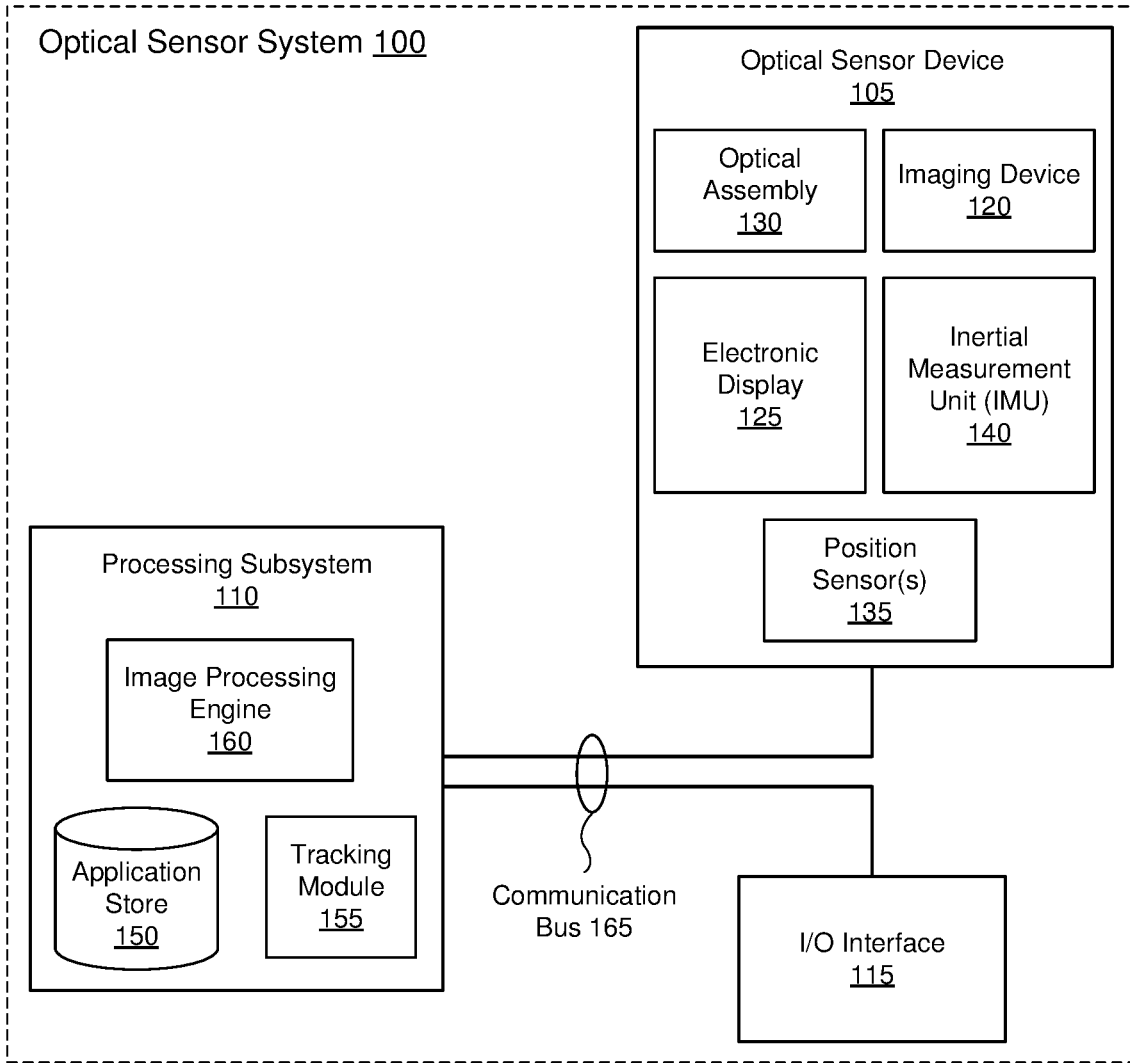 Optical Sensor System 100
Optical Sensor Device
105
Optical
Assembly
130
Imaging Device
120
Electronic
Display
125
Inertial
Measurement
Unit (IMU)
140
Position
Sensor(s)
135
Processing Subsystem
110
Image Processing
Engine
160
Application
Store
150
Tracking
Module
155
Communication
Bus 165
I/O Interface
115